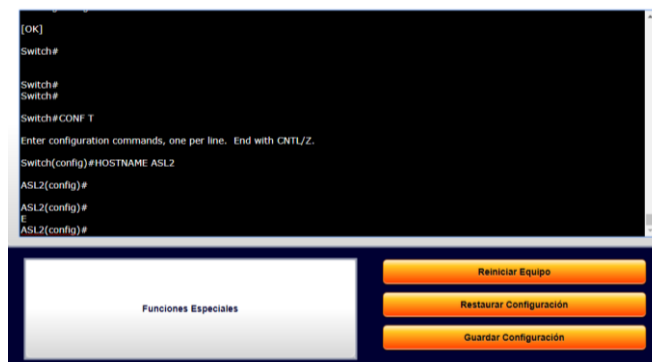 [OK]
Switch#
Switch#
Switch#
Switch#CONF T
Enter configuration commands, one per line. End with CNTL/Z.
Switch(config)#HOSTNAME ASL2
ASL2(config)#
ASL2(config)#
E
ASL2(config)#
Funciones Especiales
Reiniciar Equipo
Restaurar Configuración
Guardar Configuración